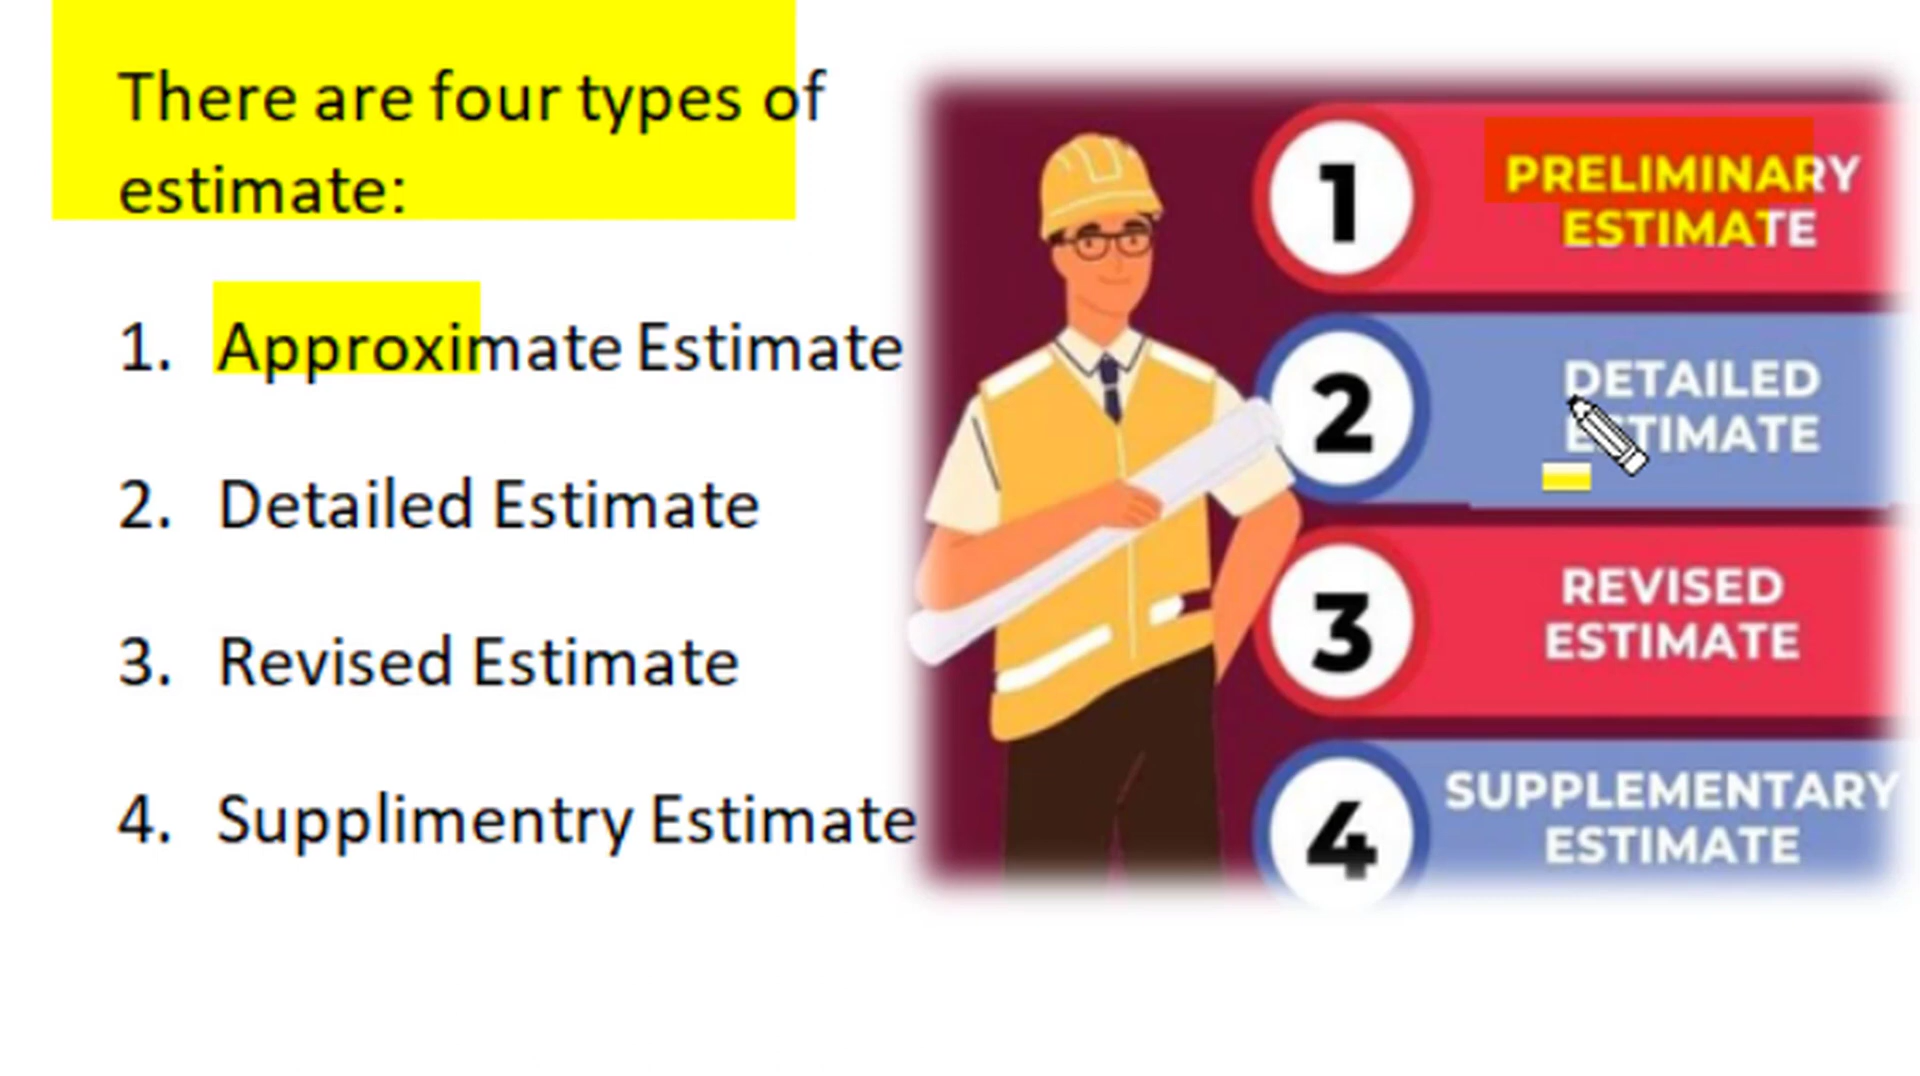 There are four types of
estimate:
1. Approximate Estimate
2. Detailed Estimate
3. Revised Estimate
4. Supplimentry Estimate
1
PRELIMINARY
ESTIMATE
2
DETAILED
ESTIMATE
3
REVISED
ESTIMATE
4
SUPPLEMENTARY
ESTIMATE